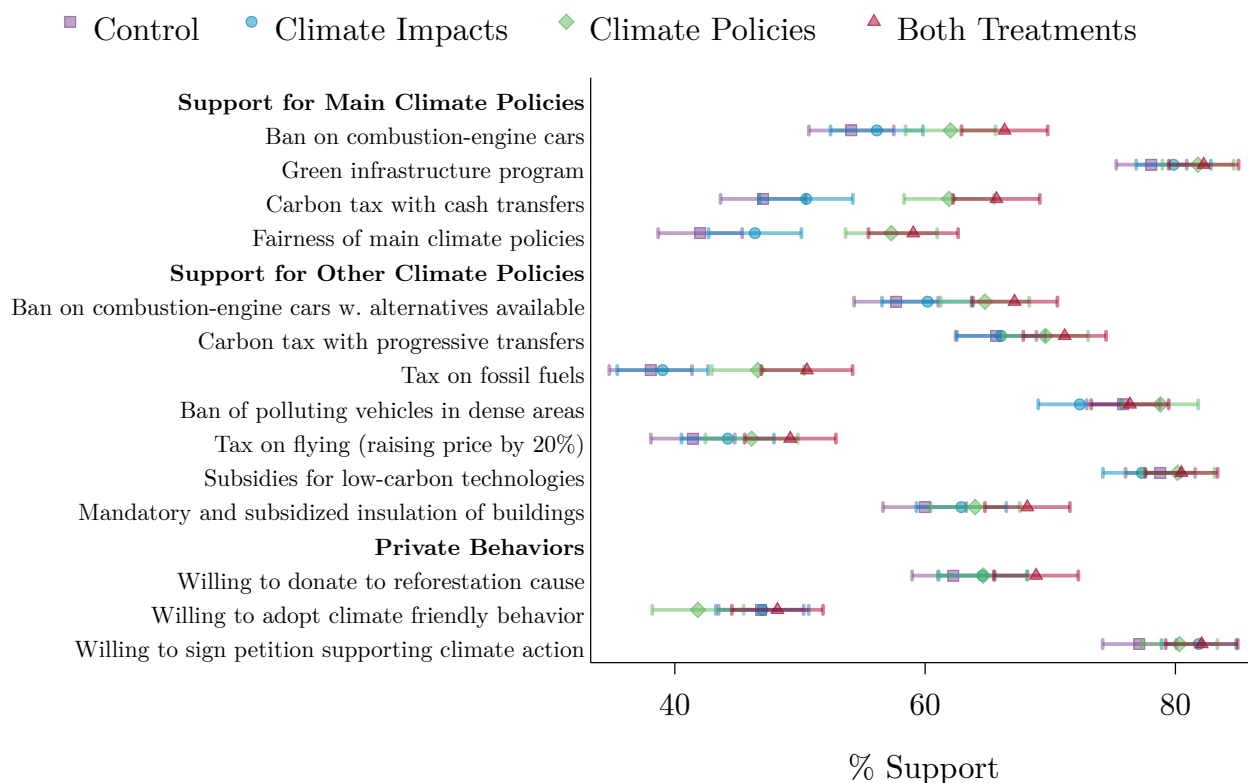 Control Climate Impacts Climate Policies Both Treatments
Support for Main Climate Policies
Ban on combustion-engine cars
Green infrastructure program
Carbon tax with cash transfers
Fairness of main climate policies
Support for Other Climate Policies
Ban on combustion-engine cars w. alternatives available
Carbon tax with progressive transfers
Tax on fossil fuels
Ban of polluting vehicles in dense areas
Tax on flying (raising price by 20%)
Subsidies for low-carbon technologies
Mandatory and subsidized insulation of buildings
Private Behaviors
Willing to donate to reforestation cause
Willing to adopt climate friendly behavior
Willing to sign petition supporting climate action
40 60 80
% Support